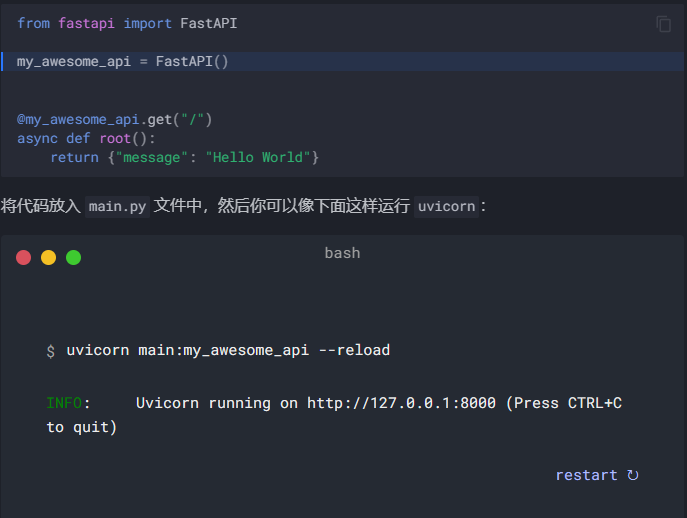 from fastapi import FastAPI
my_awesome_api = FastAPI()
@my_awesome_api.get("/")
async def root():
    return {"message": "Hello World"}
将代码放入 main.py 文件中，然后你可以像下面这样运行 uvicorn：
bash
$ uvicorn main:my_awesome_api --reload
INFO:     Uvicorn running on http://127.0.0.1:8000 (Press CTRL+C
to quit)
restart ↻